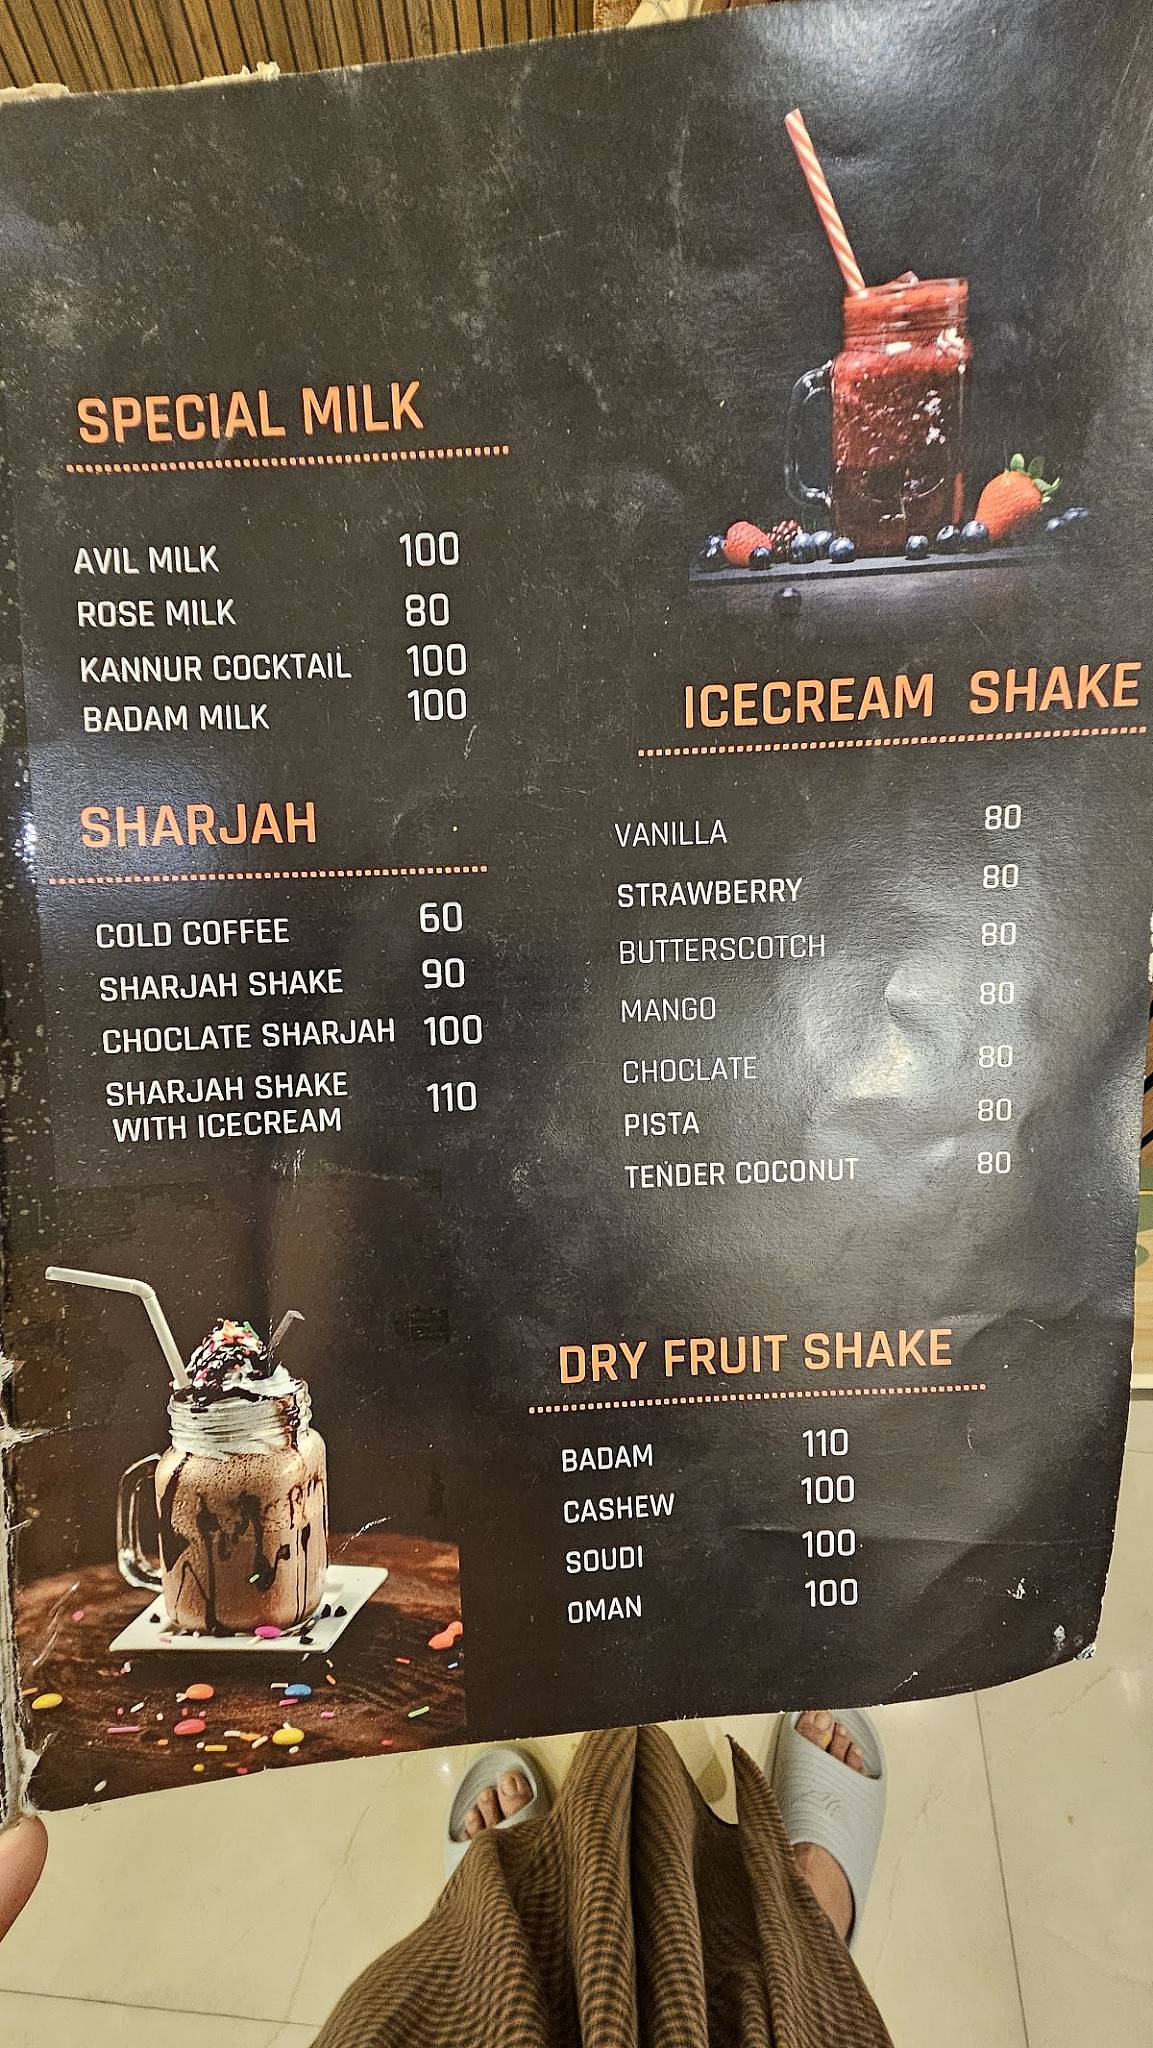 SPECIAL MILK
AVIL MILK 100
ROSE MILK 80
KANNUR COCKTAIL 100
BADAM MILK 100
SHARJAH
COLD COFFEE 60
SHARJAH SHAKE 90
CHOCLATE SHARJAH 100
SHARJAH SHAKE
WITH ICECREAM 110
ICECREAM SHAKE
VANILLA 80
STRAWBERRY 80
BUTTERSCOTCH 80
MANGO 80
CHOCLATE 80
PISTA 80
TENDER COCONUT 80
DRY FRUIT SHAKE
BADAM 110
CASHEW 100
SOUDI 100
OMAN 100